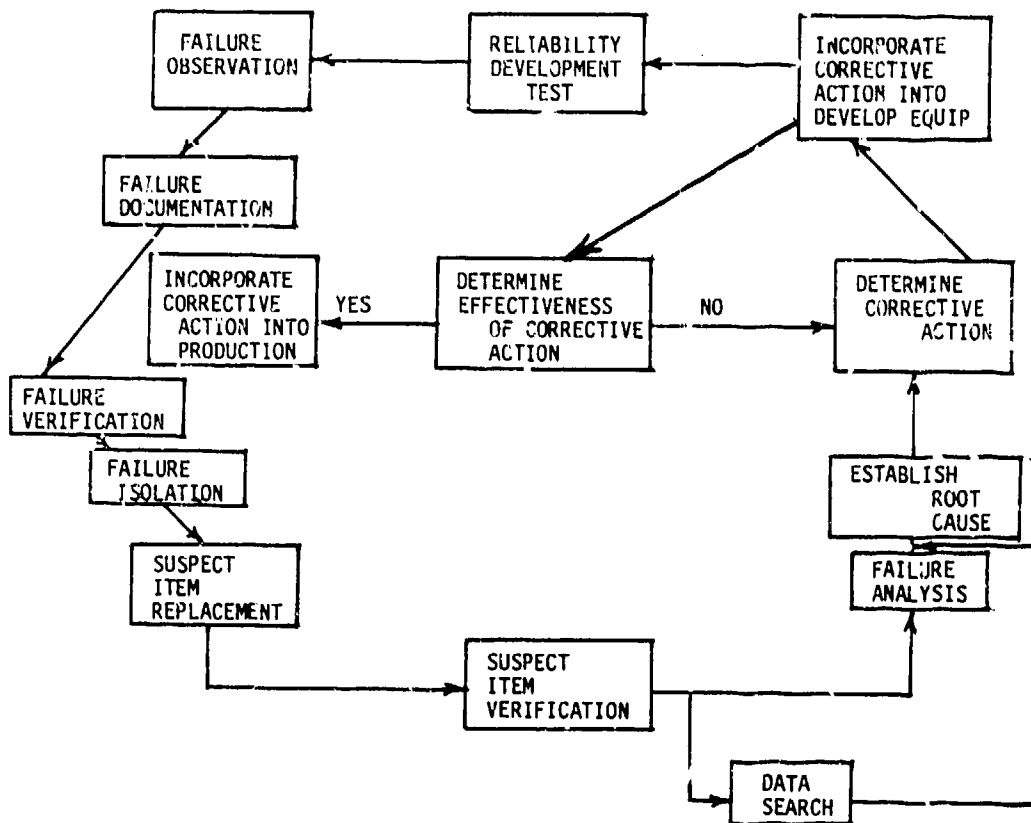 FAILURE
OBSERVATION
RELIABILITY
DEVELOPMENT
TEST
INCORPORATE
CORRECTIVE
ACTION INTO
DEVELOP EQUIP
FAILURE
DOCUMENTATION
INCORPORATE
CORRECTIVE
ACTION INTO
PRODUCTION
YES
DETERMINE
EFFECTIVENESS
OF CORRECTIVE
ACTION
NO
DETERMINE
CORRECTIVE
ACTION
FAILURE
VERIFICATION
FAILURE
ISOLATION
ESTABLISH
ROOT
CAUSE
SUSPECT
ITEM
REPLACEMENT
FAILURE
ANALYSIS
SUSPECT
ITEM
VERIFICATION
DATA
SEARCH